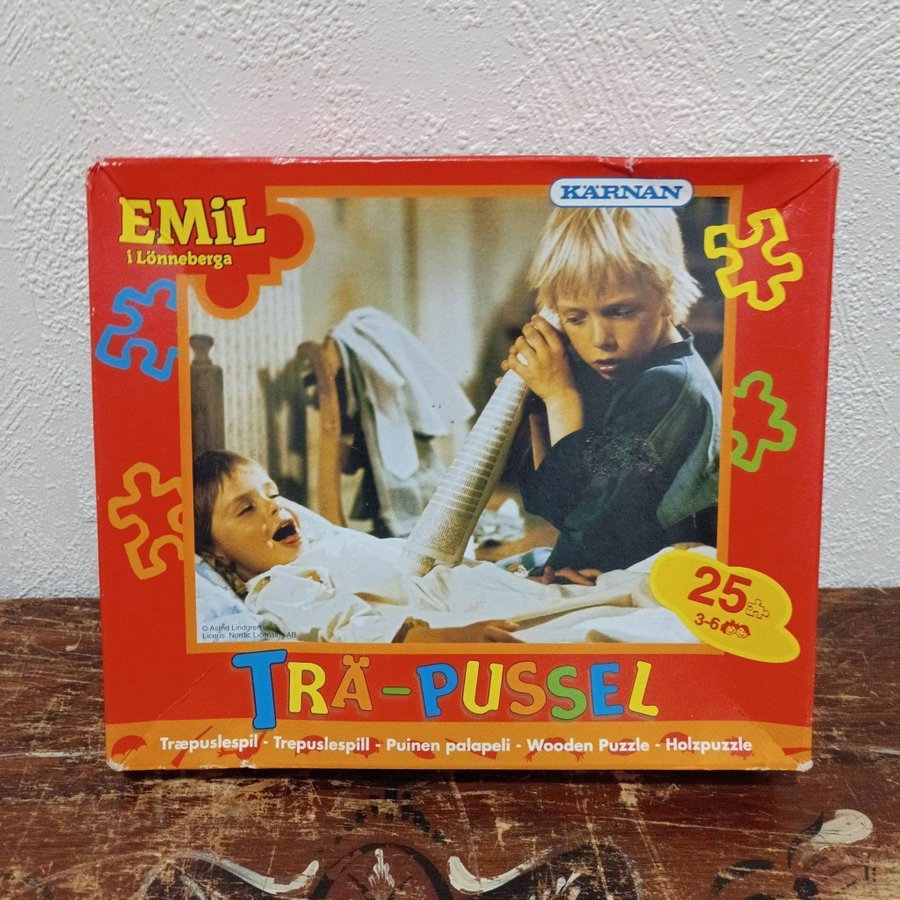 EMiL
i Lönneberga
KÄRNAN
© Astrid Lindgren
Licens: Nordic Licensing AB
25
3-6
TRÄ-PUSSEL
Træpuslespil - Trepuslespill - Puinen palapeli - Wooden Puzzle - Holzpuzzle